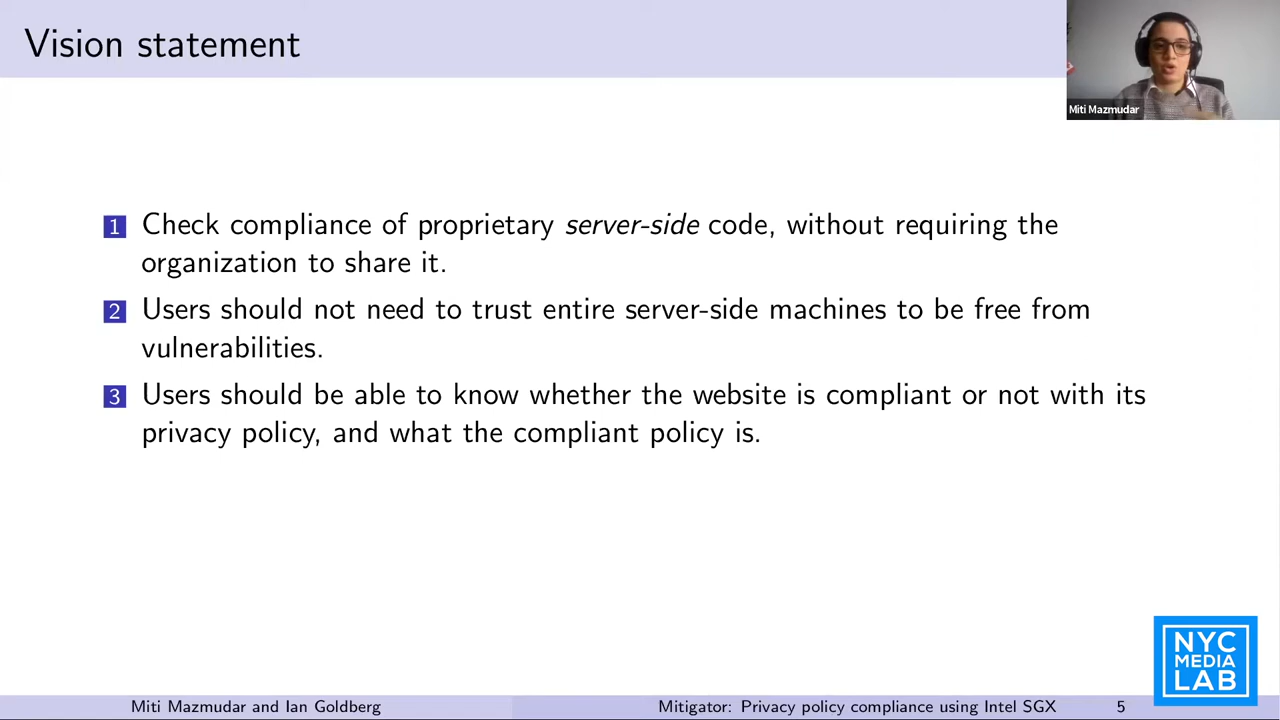 Vision statement
Miti Mazmudar
1 Check compliance of proprietary server-side code, without requiring the
organization to share it.
2 Users should not need to trust entire server-side machines to be free from
vulnerabilities.
3 Users should be able to know whether the website is compliant or not with its
privacy policy, and what the compliant policy is.
NYC
MEDIA
LAB
Miti Mazmudar and Ian Goldberg
Mitigator: Privacy policy compliance using Intel SGX
5